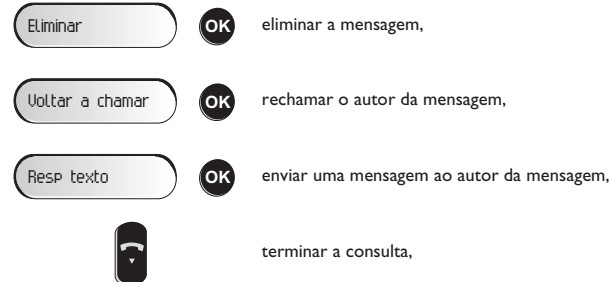 Eliminar OK eliminar a mensagem,
Voltar a chamar OK rechamar o autor da mensagem,
Resp texto OK enviar uma mensagem ao autor da mensagem,
terminar a consulta,